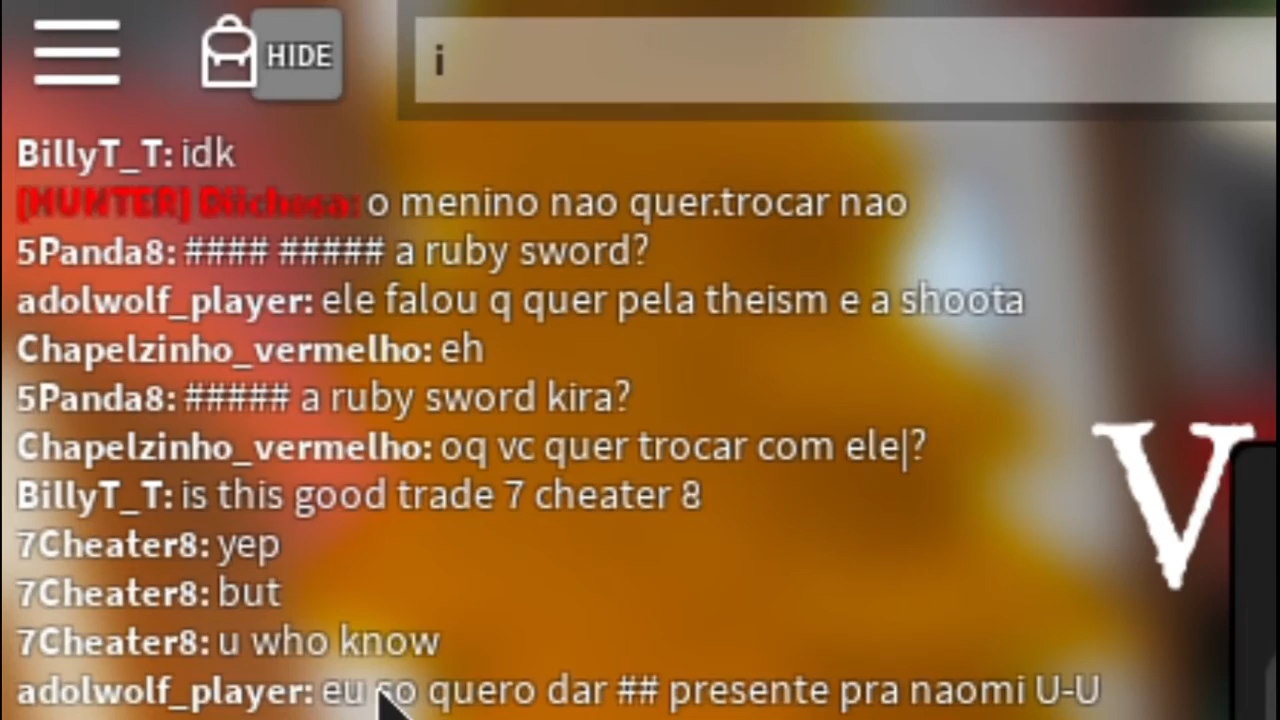 HIDE
i
BillyT_T: idk
[HUNTER] Diichosa: o menino nao quer.trocar nao
5Panda8: #### ##### a ruby sword?
adolwolf_player: ele falou q quer pela theism e a shoota
Chapelzinho_vermelho: eh
5Panda8: ##### a ruby sword kira?
Chapelzinho_vermelho: oq vc quer trocar com ele|?
BillyT_T: is this good trade 7 cheater 8
7Cheater8: yep
7Cheater8: but
7Cheater8: u who know
adolwolf_player: eu so quero dar ## presente pra naomi U-U
V